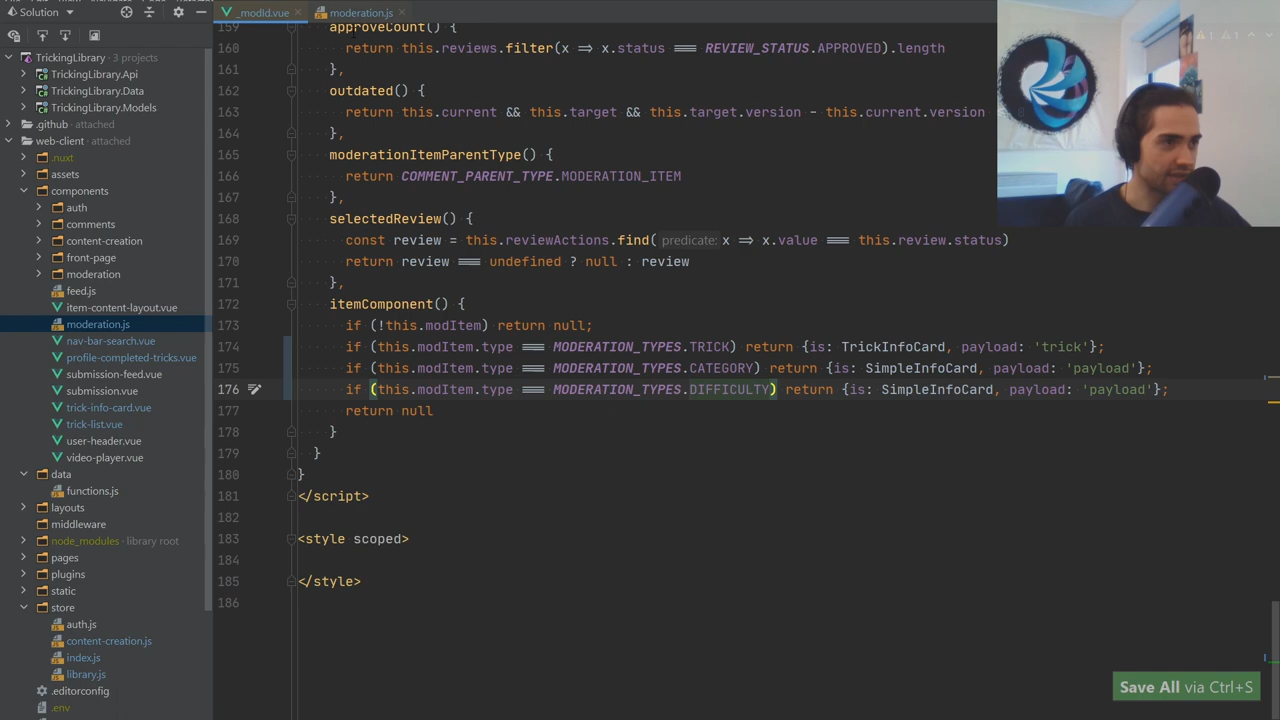 Solution
_modId.vue
moderation.js
TrickingLibrary 3 projects
TrickingLibrary.Api
TrickingLibrary.Data
TrickingLibrary.Models
.github attached
web-client attached
.nuxt
assets
components
auth
comments
content-creation
front-page
moderation
feed.js
item-content-layout.vue
moderation.js
nav-bar-search.vue
profile-completed-tricks.vue
submission-feed.vue
submission.vue
trick-info-card.vue
trick-list.vue
user-header.vue
video-player.vue
data
functions.js
layouts
middleware
node_modules library root
pages
plugins
static
store
auth.js
content-creation.js
index.js
library.js
.editorconfig
.env
159 approveCount() {
160 return this.reviews.filter(x => x.status === REVIEW_STATUS.APPROVED).length
161 },
162 outdated() {
163 return this.current && this.target && this.target.version - this.current.version
164 },
165 moderationItemParentType() {
166 return COMMENT_PARENT_TYPE.MODERATION_ITEM
167 },
168 selectedReview() {
169 const review = this.reviewActions.find( predicate: x => x.value === this.review.status)
170 return review === undefined ? null : review
171 },
172 itemComponent() {
173 if (!this.modItem) return null;
174 if (this.modItem.type === MODERATION_TYPES.TRICK) return {is: TrickInfoCard, payload: 'trick'};
175 if (this.modItem.type === MODERATION_TYPES.CATEGORY) return {is: SimpleInfoCard, payload: 'payload'};
176 if (this.modItem.type === MODERATION_TYPES.DIFFICULTY) return {is: SimpleInfoCard, payload: 'payload'};
177 return null
178 }
179 }
180 }
181 </script>
182
183 <style scoped>
184
185 </style>
186
Save All via Ctrl+S